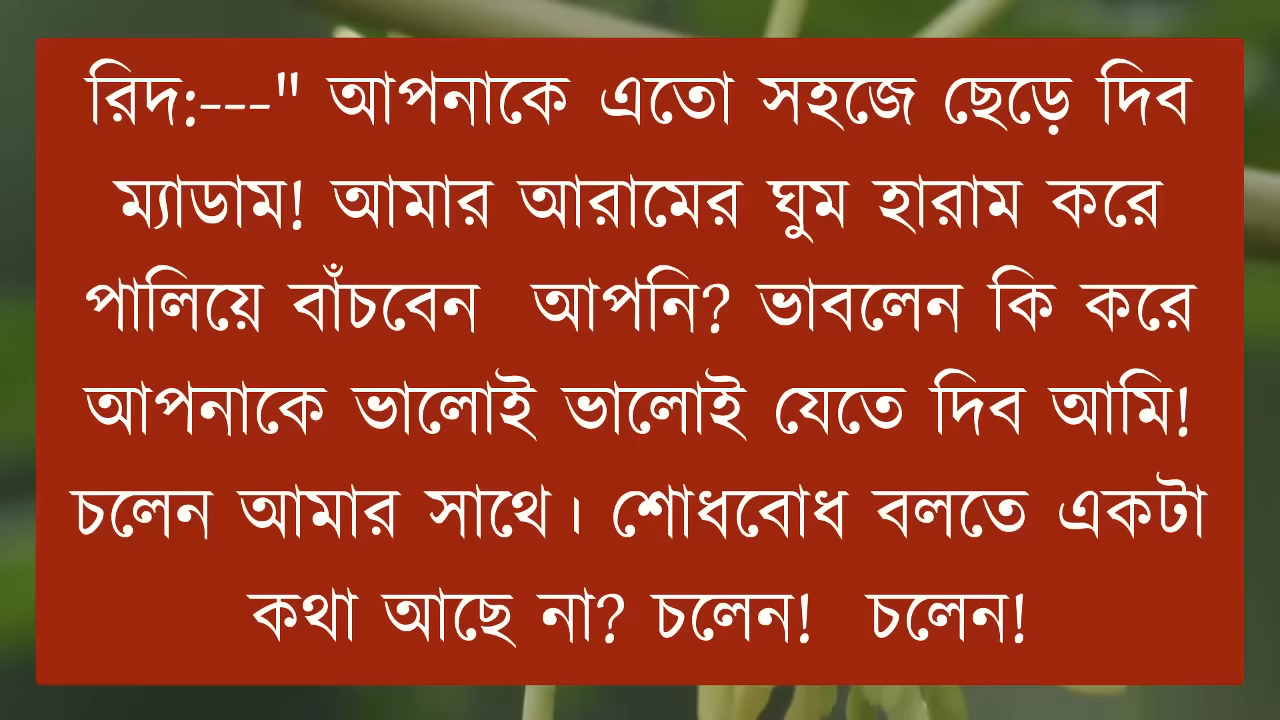 রিদ:---" আপনাকে এতো সহজে ছেড়ে দিব
ম্যাডাম! আমার আরামের ঘুম হারাম করে
পালিয়ে বাঁচবেন আপনি? ভাবলেন কি করে
আপনাকে ভালোই ভালোই যেতে দিব আমি!
চলেন আমার সাথে। শোধবোধ বলতে একটা
কথা আছে না? চলেন! চলেন!